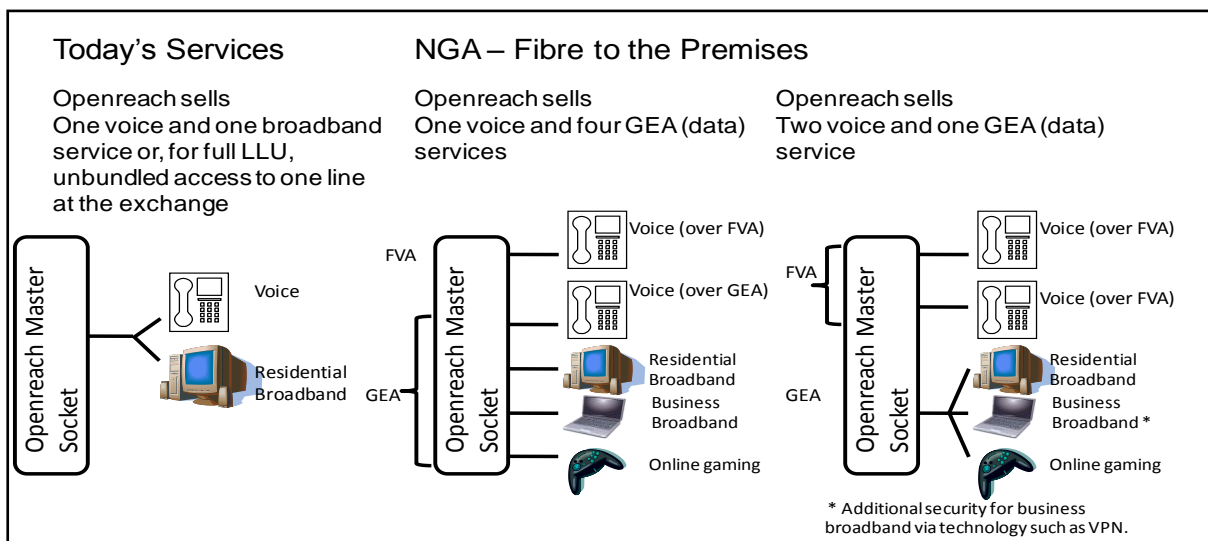 Today's Services
Openreach sells
One voice and one broadband
service or, for full LLU,
unbundled access to one line
at the exchange
Openreach Master
Socket
Voice
Residential
Broadband
NGA – Fibre to the Premises
Openreach sells
One voice and four GEA (data)
services
FVA
GEA
Openreach Master
Socket
Voice (over FVA)
Voice (over GEA)
Residential
Broadband
Business
Broadband
Online gaming
Openreach sells
Two voice and one GEA (data)
service
FVA
GEA
Openreach Master
Socket
Voice (over FVA)
Voice (over FVA)
Residential
Broadband
Business
Broadband *
Online gaming
* Additional security for business
broadband via technology such as VPN.